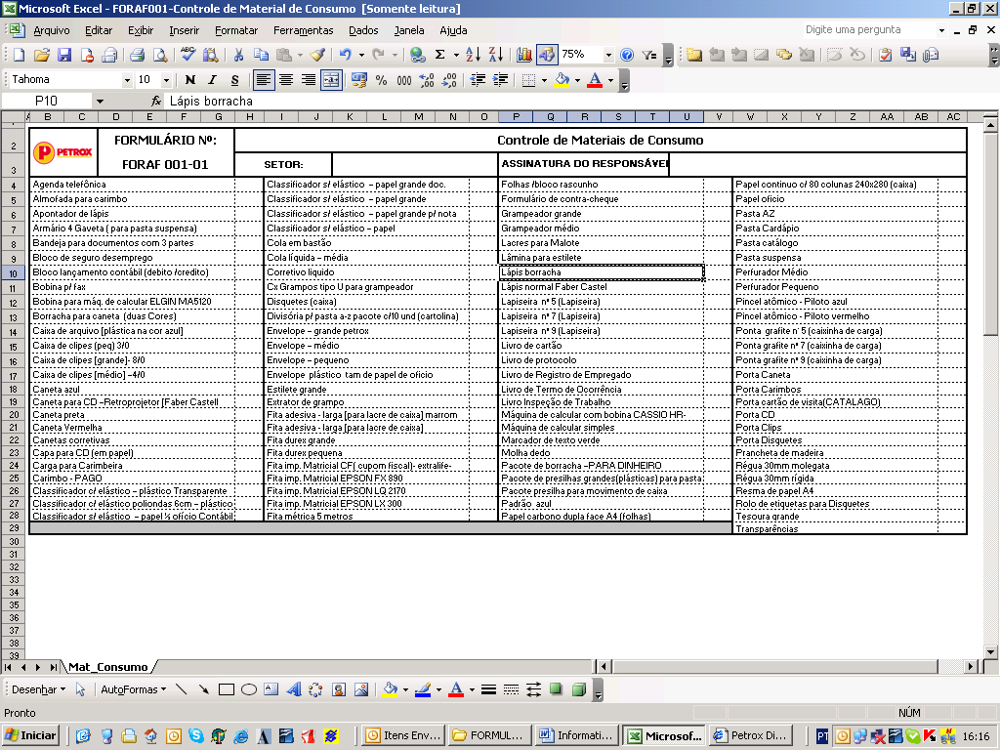 Microsoft Excel - FORAF001-Controle de Material de Consumo [Somente leitura]
Arquivo Editar Exibir Inserir Formatar Ferramentas Dados Janela Ajuda Digite uma pergunta
75%
Tahoma 10 N I S % 000
P10 fx Lápis borracha
A B C D E F G H I J K L M N O P Q R S T U V W X Y Z AA AB AC
PETROX
FORMULÁRIO Nº: Controle de Materiais de Consumo
FORAF 001-01 SETOR: ASSINATURA DO RESPONSÁVEL
4 Agenda telefônica Classificador s/ elástico – papel grande doc. Folhas /bloco rascunho Papel continuo c/ 80 colunas 240x280 (caixa)
5 Almofada para carimbo Classificador s/ elástico – papel grande Formulário de contra-cheque Papel oficio
6 Apontador de lápis Classificador s/ elástico – papel grande p/ nota Grampeador grande Pasta AZ
7 Armário 4 Gaveta ( para pasta suspensa) Classificador s/ elástico – papel Grampeador médio Pasta Cardápio
8 Bandeja para documentos com 3 partes Cola em bastão Lacres para Malote Pasta catálogo
9 Bloco de seguro desemprego Cola líquida – média Lâmina para estilete Pasta suspensa
10 Bloco lançamento contábil (debito /credito) Corretivo liquido Lápis borracha Perfurador Médio
11 Bobina p/ fax Cx Grampos tipo U para grampeador Lápis normal Faber Castel Perfurador Pequeno
12 Bobina para máq. de calcular ELGIN MA5120 Disquetes (caixa) Lapiseira nº 5 (Lapiseira) Pincel atômico - Piloto azul
13 Borracha para caneta (duas Cores) Divisória p/ pasta a-z pacote c/10 und (cartolina) Lapiseira nº 7 (Lapiseira) Pincel atômico - Piloto vermelho
14 Caixa de arquivo [plástica na cor azul] Envelope – grande petrox Lapiseira nº 9 (Lapiseira) Ponta grafite n° 5 (caixinha de carga)
15 Caixa de clipes (peq) 3/0 Envelope – médio Livro de cartão Ponta grafite nº 7 (caixinha de carga)
16 Caixa de clipes [grande]- 8/0 Envelope – pequeno Livro de protocolo Ponta grafite nº 9 (caixinha de carga)
17 Caixa de clipes [médio] –4/0 Envelope plástico tam de papel de oficio Livro de Registro de Empregado Porta Caneta
18 Caneta azul Estilete grande Livro de Termo de Ocorrência Porta Carimbos
19 Caneta para CD –Retroprojetor [Faber Castell Extrator de grampo Livro Inspeção de Trabalho Porta cartão de visita(CATALAGO)
20 Caneta preta Fita adesiva - larga [para lacre de caixa] marrom Máquina de calcular com bobina CASSIO HR- Porta CD
21 Caneta Vermelha Fita adesiva - larga [para lacre de caixa] Máquina de calcular simples Porta Clips
22 Canetas corretivas Fita durex grande Marcador de texto verde Porta Disquetes
23 Capa para CD (em papel) Fita durex pequena Molha dedo Prancheta de madeira
24 Carga para Carimbeira Fita imp. Matricial CF( cupom fiscal)- extralife- Pacote de borracha –PARA DINHEIRO Régua 30mm molegata
25 Carimbo - PAGO Fita imp. Matricial EPSON FX 890 Pacote de presilhas grandes(plásticas) para pasta Régua 30mm rígida
26 Classificador s/ elástico – plástico Transparente Fita imp. Matricial EPSON LQ 2170 Pacote presilha para movimento de caixa Resma de papel A4
27 Classificador s/ elástico poliondas 6cm – plástico Fita imp. Matricial EPSON LX 300 Padrão azul Rolo de etiquetas para Disquetes
28 Classificador s/ elástico – papel ½ ofício Contábil Fita métrica 5 metros Papel carbono dupla face A4 (folhas) Tesoura grande
29 Transparências
30
31
32
33
34
35
36
37
38
39
Mat_Consumo
Desenhar AutoFormas
Pronto NÚM
Iniciar Itens Env... FORMUL... Informati... Microsof... Petrox Di... PT 16:16